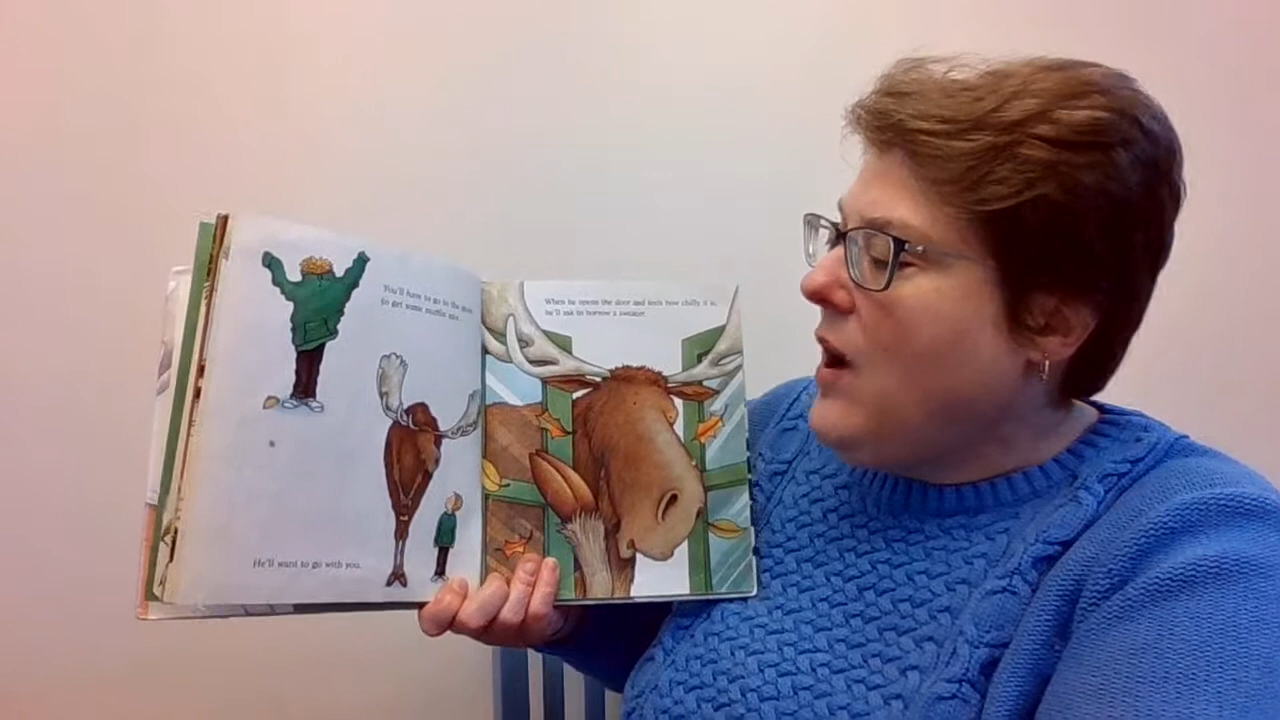 You'll have to go to the store
to get some muffin mix.
He'll want to go with you.
When he opens the door and feels how chilly it is,
he'll ask to borrow a sweater.